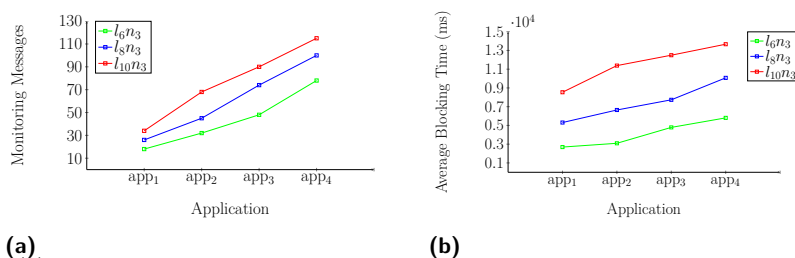 130
110
90
70
50
30
10
Monitoring Messages
l6n3
l8n3
l10n3
app1 app2 app3 app4
Application
(a)
·10^4
1.5
1.3
1.1
0.9
0.7
0.5
0.3
0.1
Average Blocking Time (ms)
l6n3
l8n3
l10n3
app1 app2 app3 app4
Application
(b)